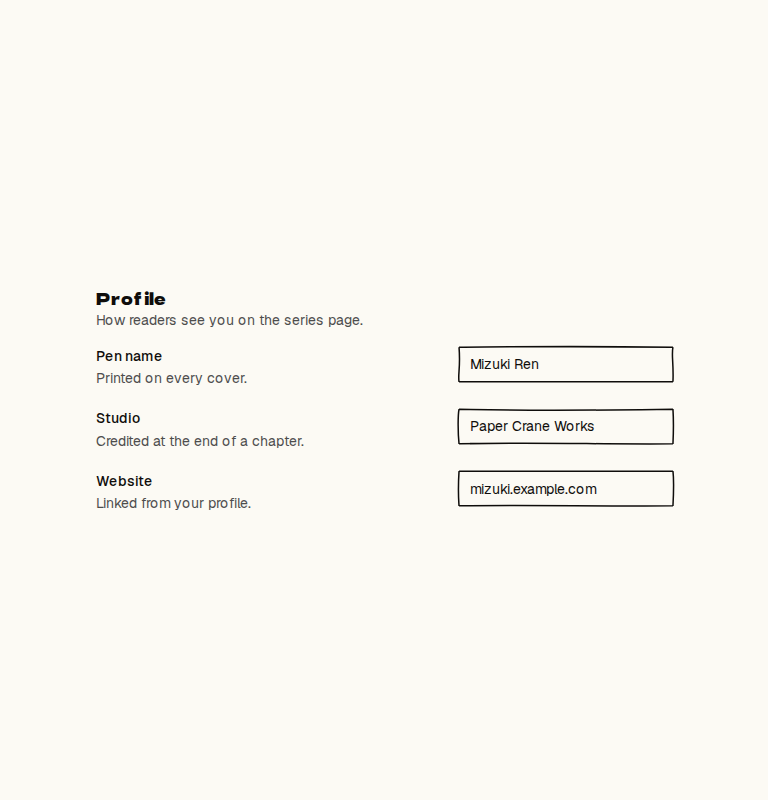 Profile
How readers see you on the series page.
Pen name
Mizuki Ren
Printed on every cover.
Studio
Paper Crane Works
Credited at the end of a chapter.
Website
mizuki.example.com
Linked from your profile.